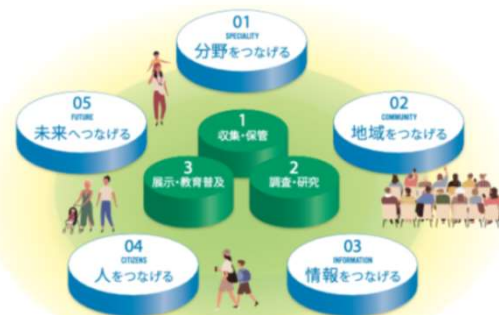 01
SPECIALITY
分野をつなげる
02
COMMUNITY
地域をつなげる
03
INFORMATION
情報をつなげる
04
CITIZENS
人をつなげる
05
FUTURE
未来へつなげる
1
収集・保管
2
調査・研究
3
展示・教育普及